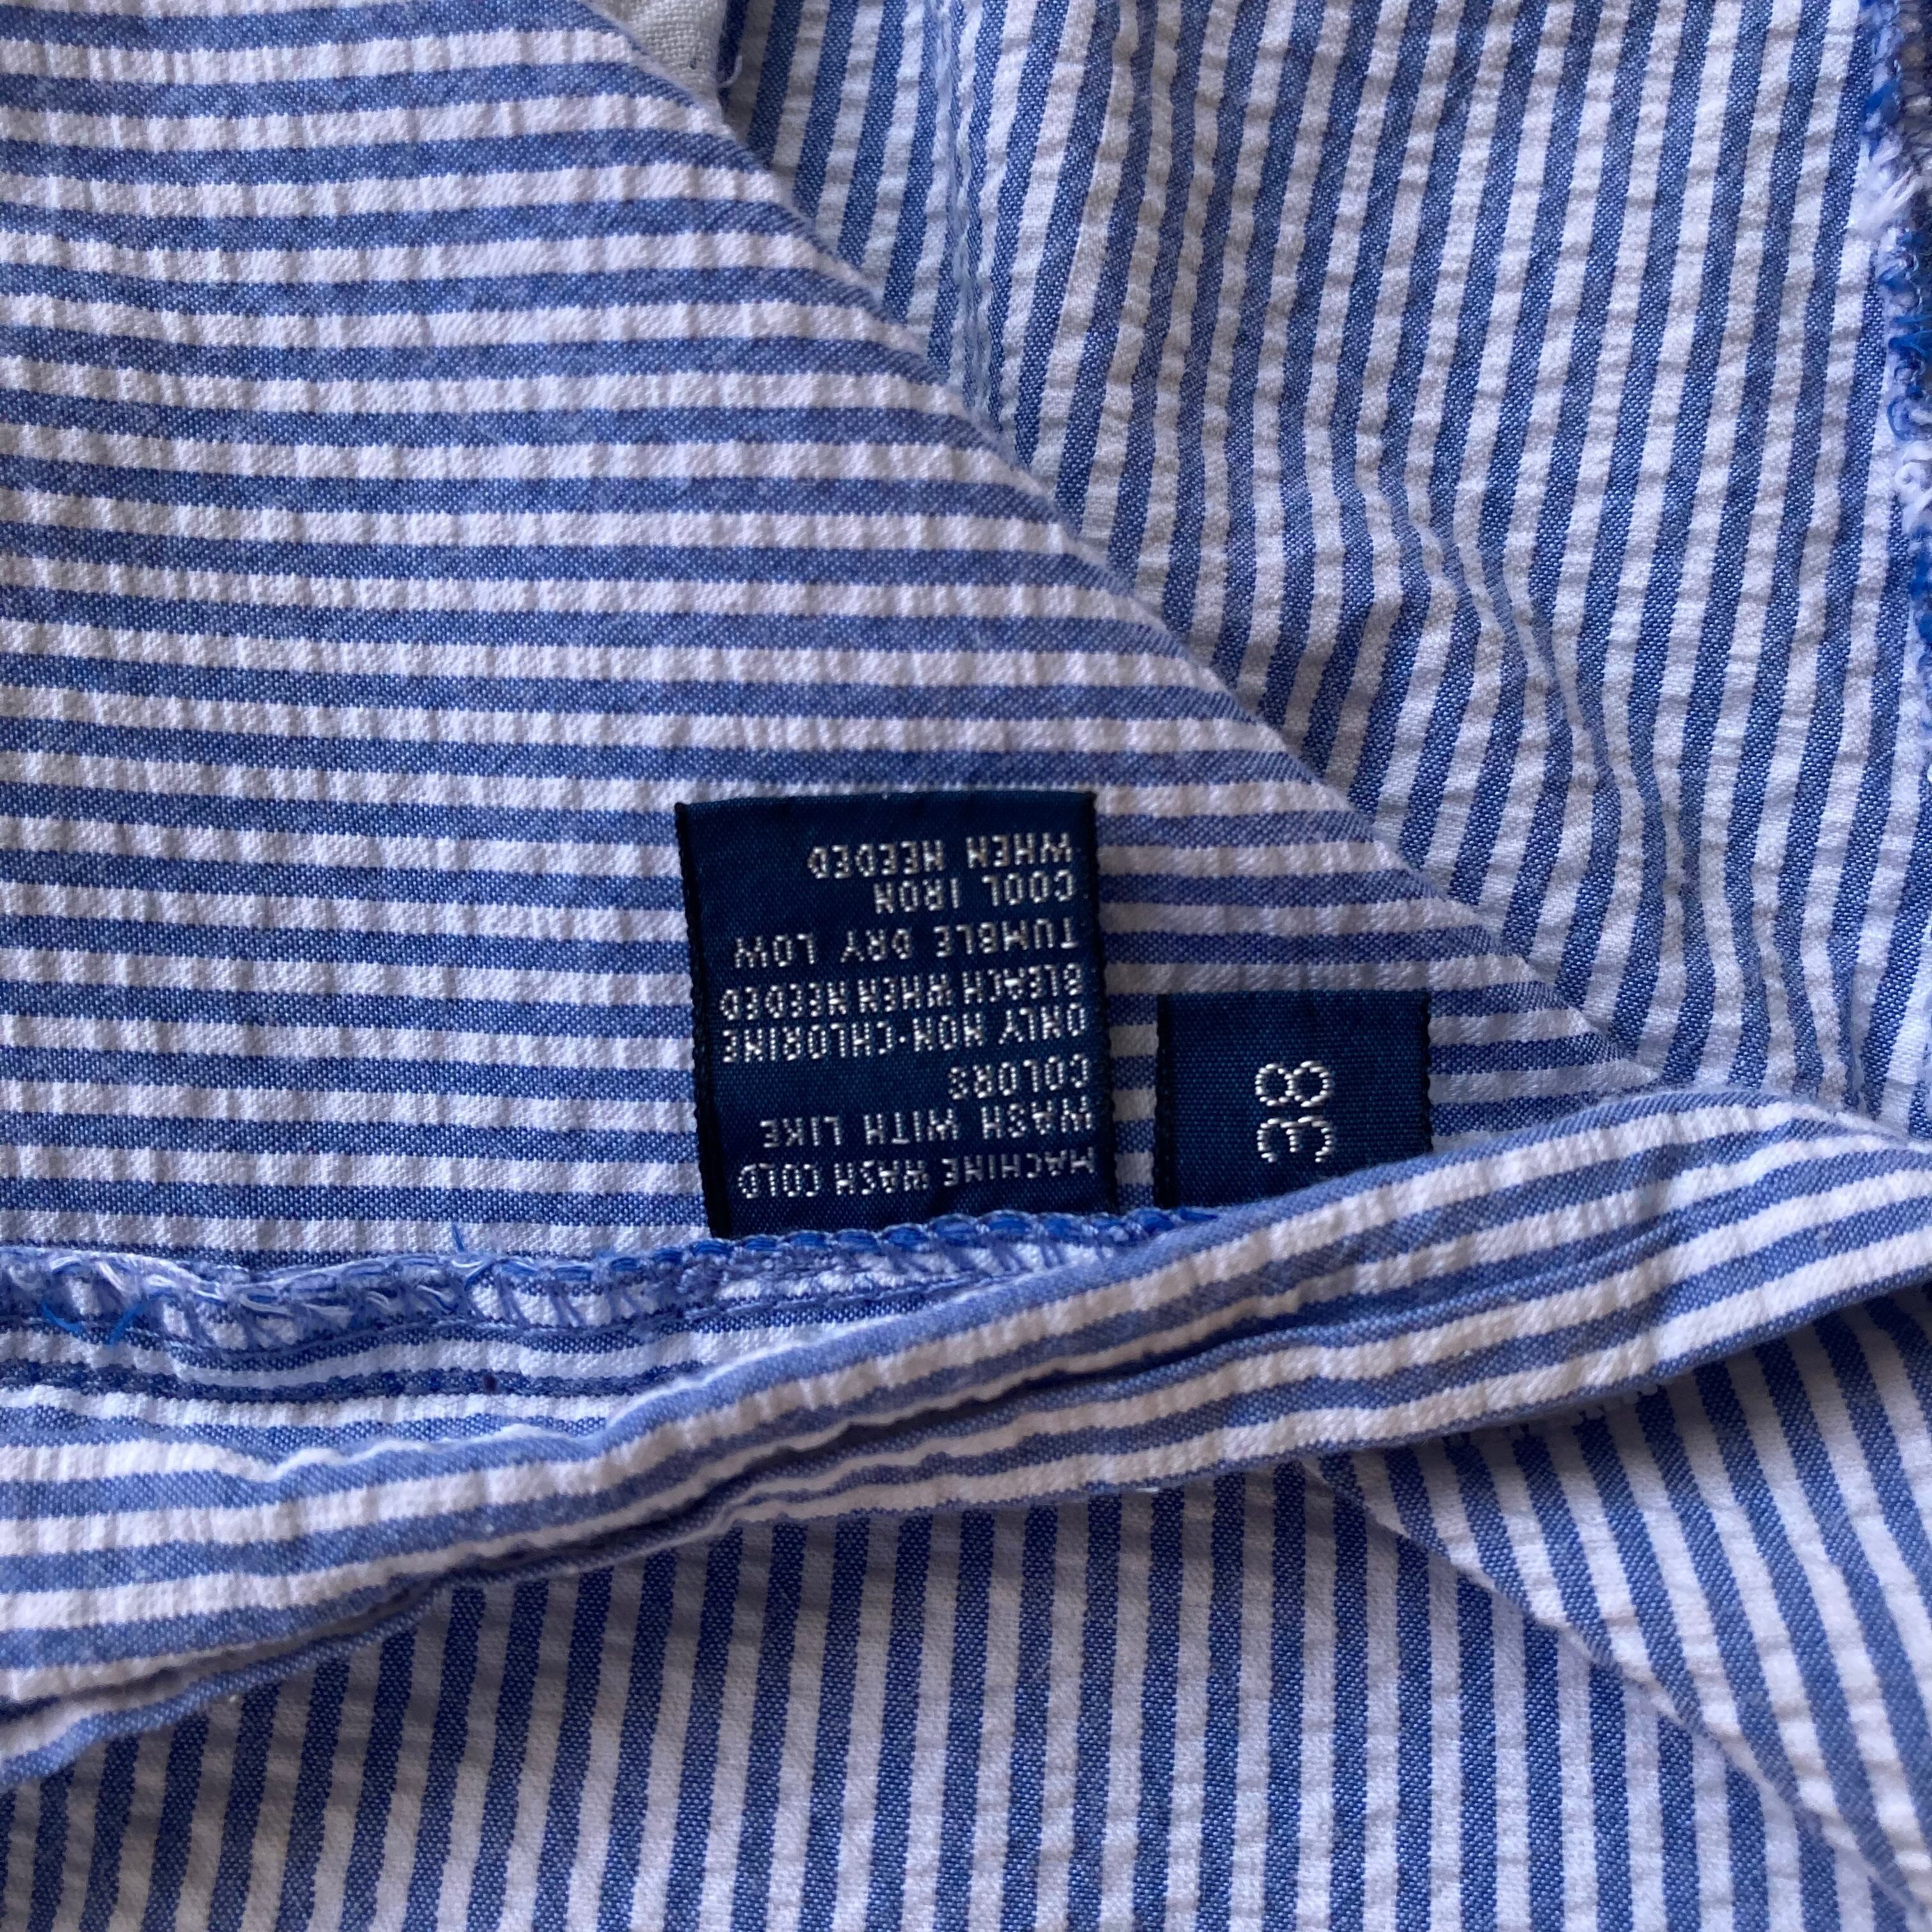 MACHINE WASH COLD
WASH WITH LIKE
COLORS
ONLY NON-CHLORINE
BLEACH WHEN NEEDED
TUMBLE DRY LOW
COOL IRON
WHEN NEEDED
38